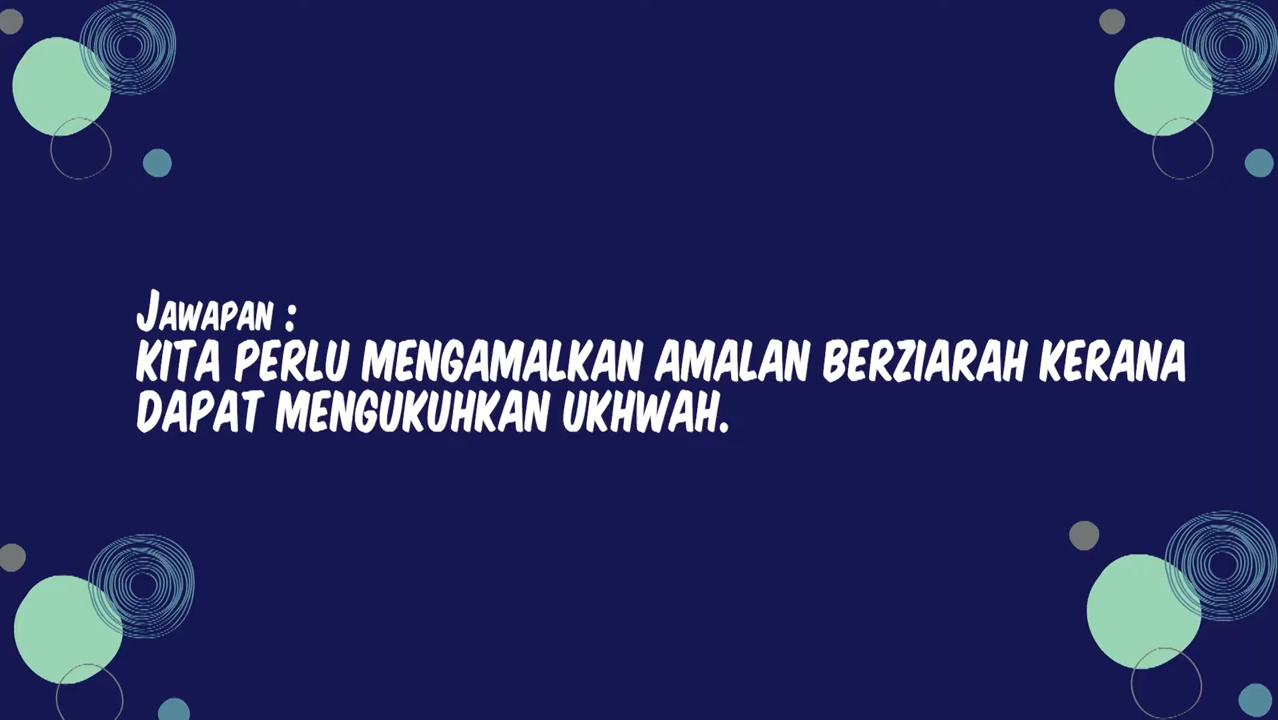 Jawapan :
KITA PERLU MENGAMALKAN AMALAN BERZIARAH KERANA
DAPAT MENGUKUHKAN UKHWAH.